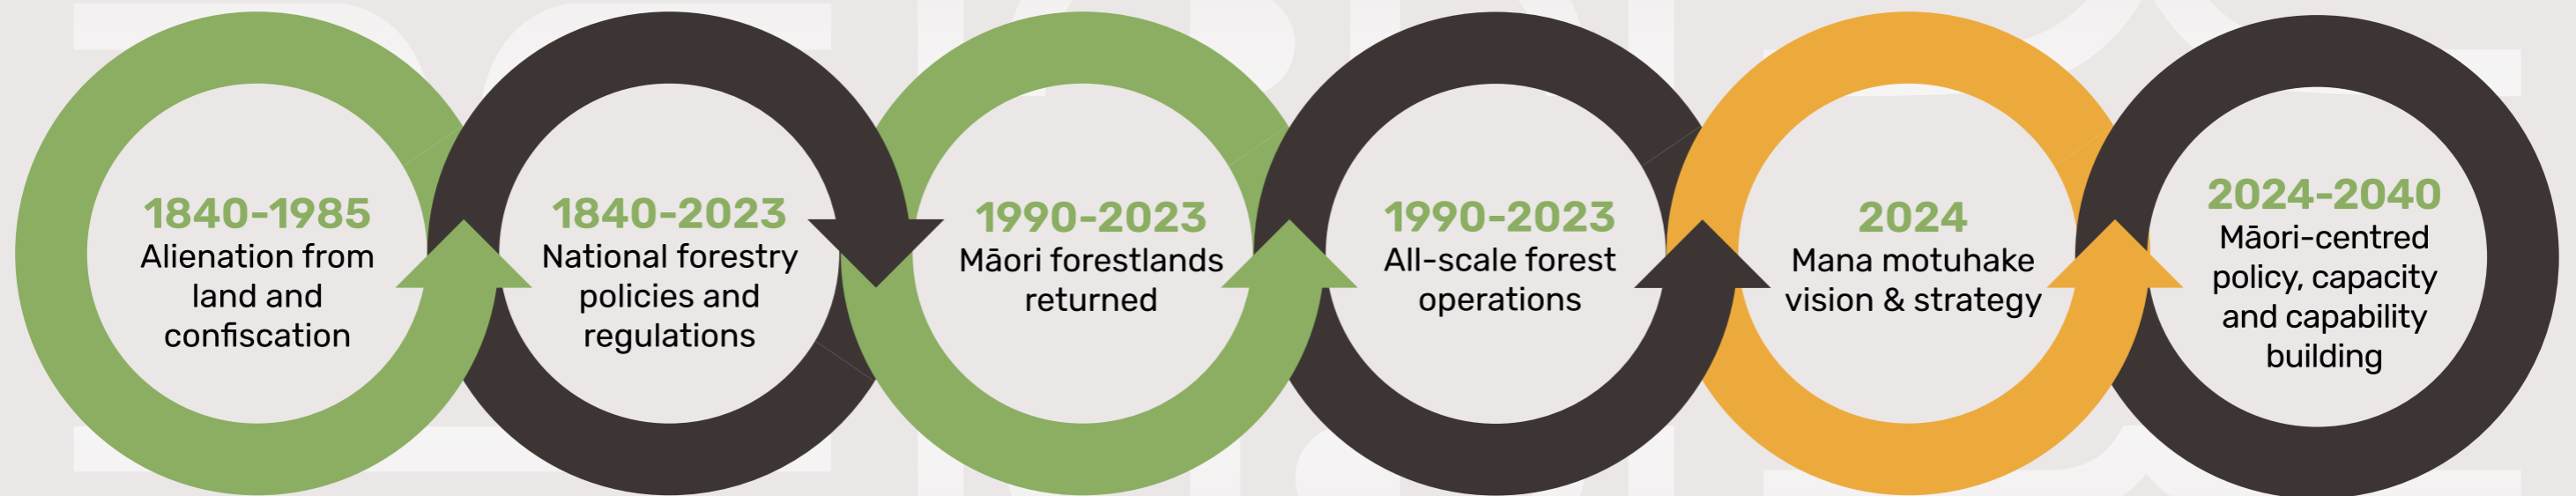 1840-1985
Alienation from
land and
confiscation
1840-2023
National forestry
policies and
regulations
1990-2023
Māori forestlands
returned
1990-2023
All-scale forest
operations
2024
Mana motuhake
vision & strategy
2024-2040
Māori-centred
policy, capacity
and capability
building